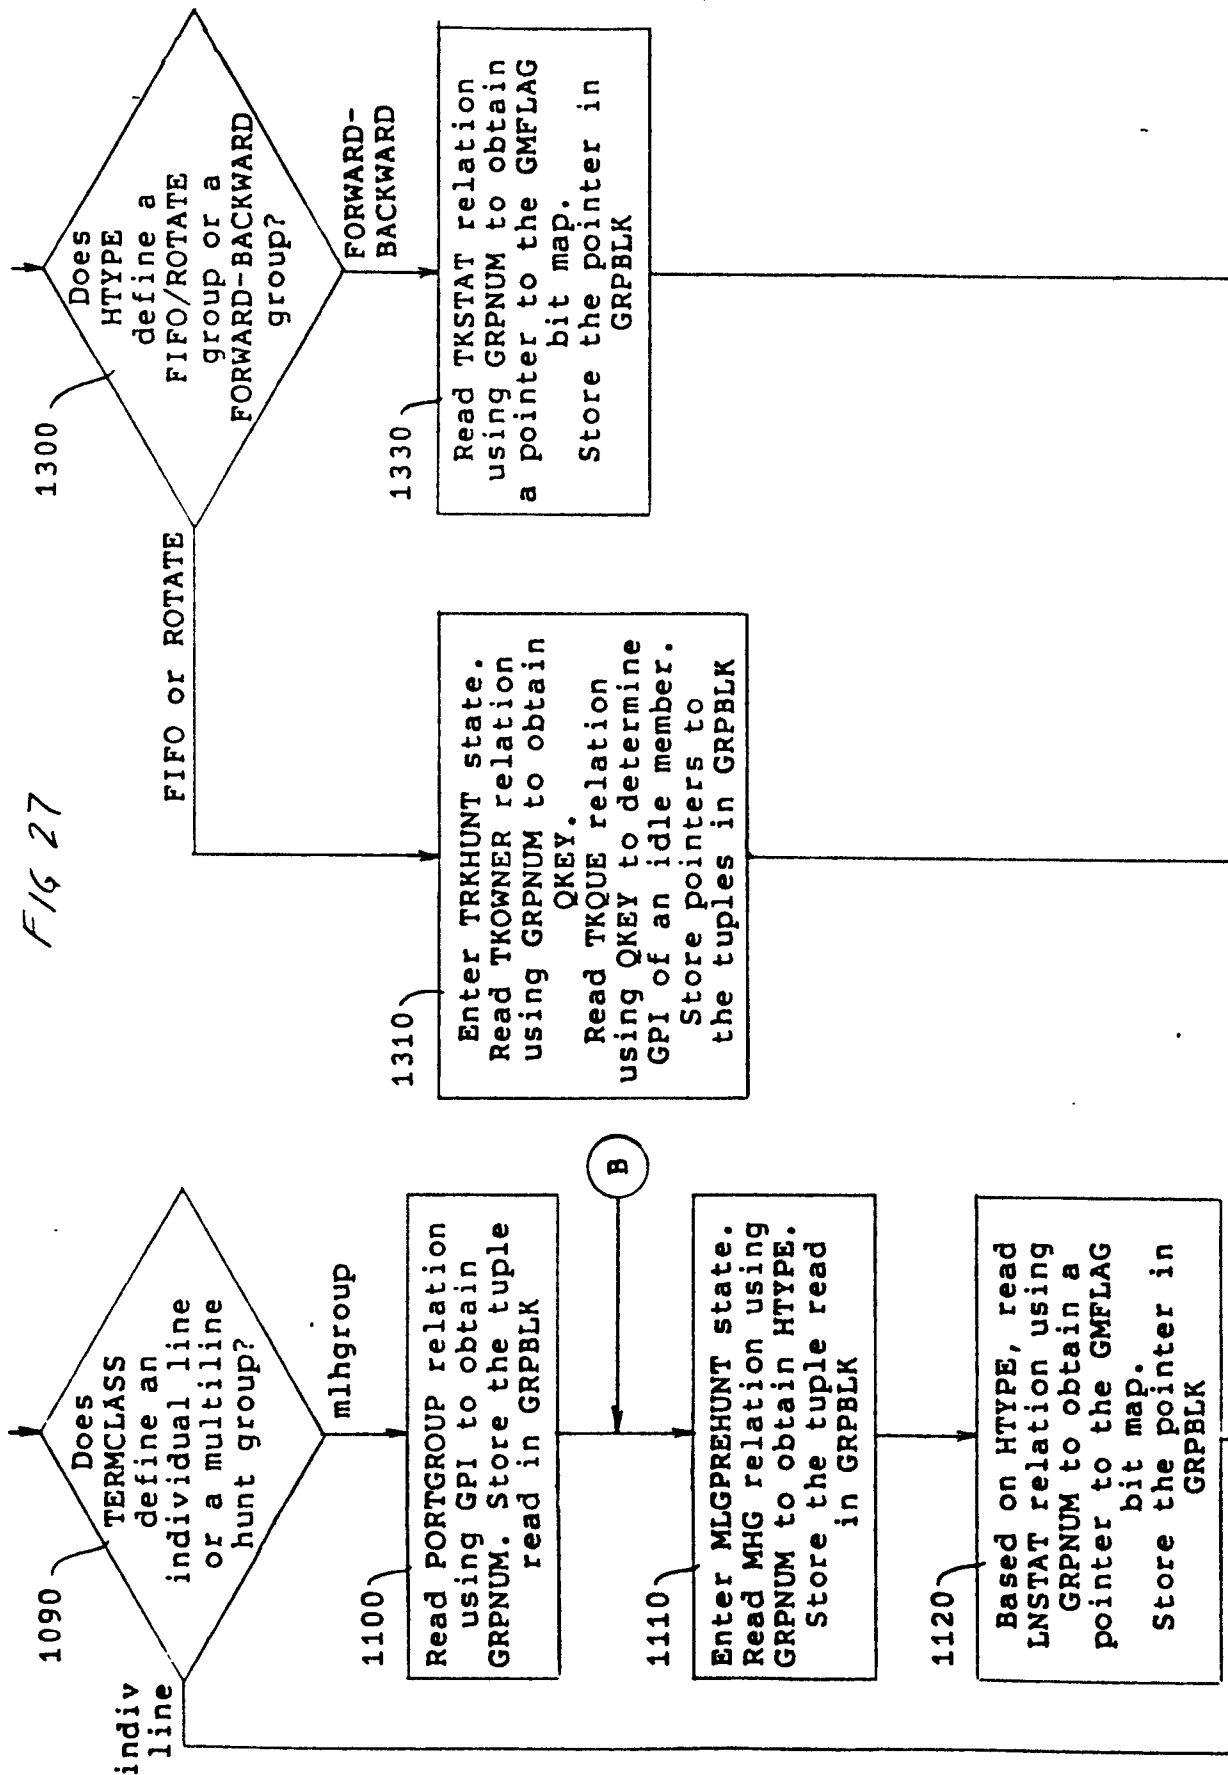 FIG 27
1090
Does
TERMCLASS
define an
individual line
or a multiline
hunt group?
indiv
line
mlhgroup
1100
Read PORTGROUP relation
using GPI to obtain
GRPNUM. Store the tuple
read in GRPBLK
B
1110
Enter MLGPREHUNT state.
Read MHG relation using
GRPNUM to obtain HTYPE.
Store the tuple read
in GRPBLK
1120
Based on HTYPE, read
LNSTAT relation using
GRPNUM to obtain a
pointer to the GMFLAG
bit map.
Store the pointer in
GRPBLK
1300
Does
HTYPE
define a
FIFO/ROTATE
group or a
FORWARD-BACKWARD
group?
FIFO or ROTATE
FORWARD-
BACKWARD
1310
Enter TRKHUNT state.
Read TKOWNER relation
using GRPNUM to obtain
QKEY.
Read TKQUE relation
using QKEY to determine
GPI of an idle member.
Store pointers to
the tuples in GRPBLK
1330
Read TKSTAT relation
using GRPNUM to obtain
a pointer to the GMFLAG
bit map.
Store the pointer in
GRPBLK